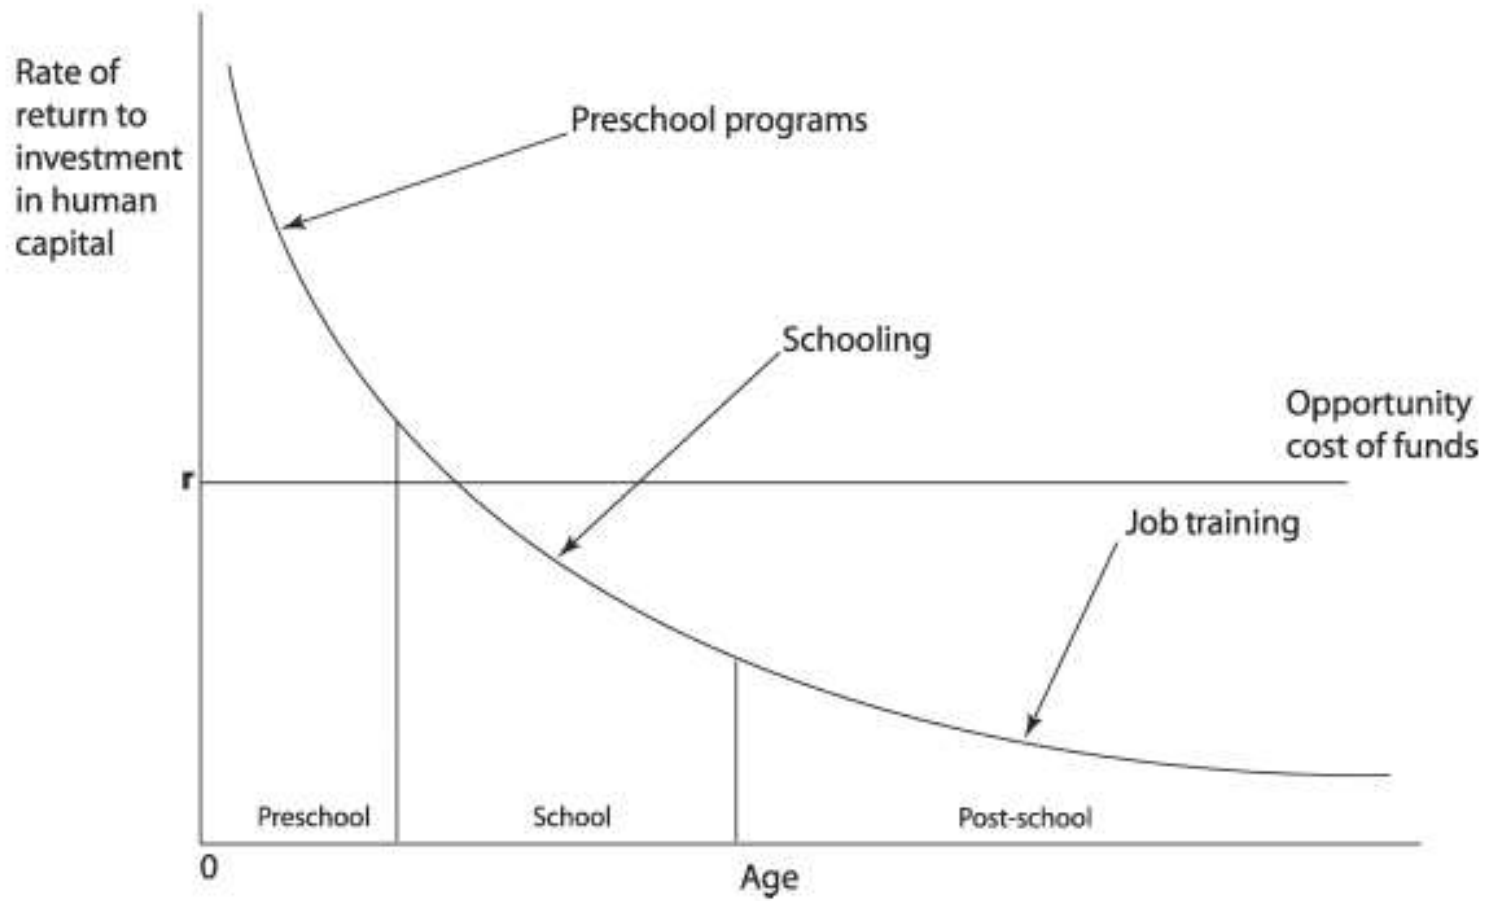 Rate of
return to
investment
in human
capital
Preschool programs
Schooling
Opportunity
cost of funds
r
Job training
Preschool
School
Post-school
0
Age